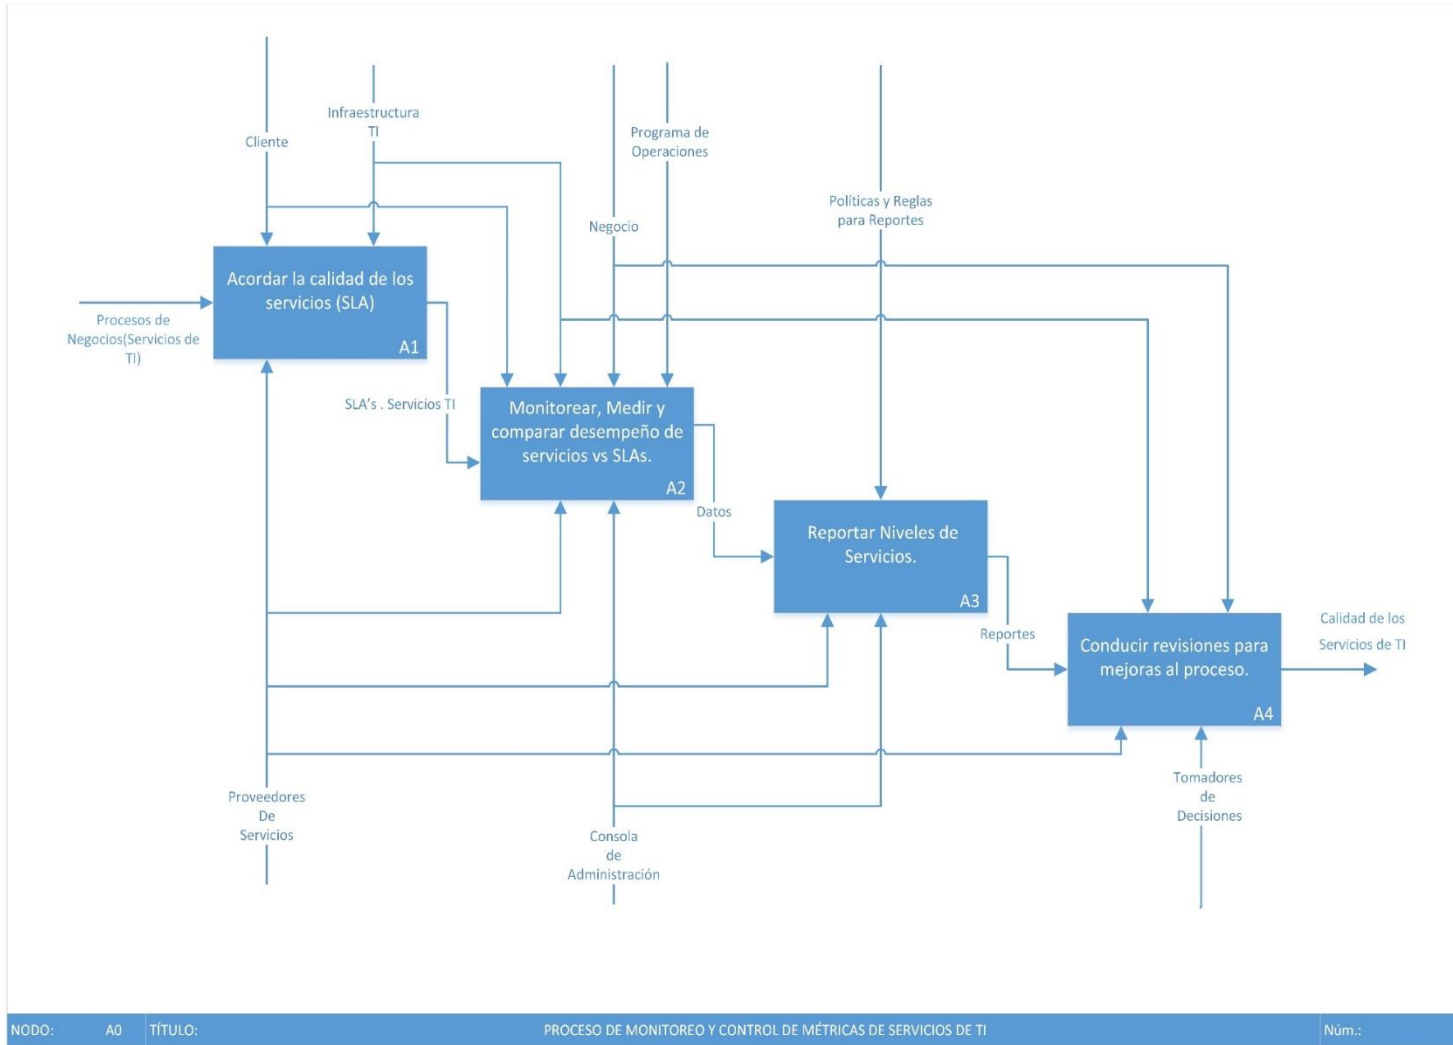 Infraestructura
TI
Cliente
Programa de
Operaciones
Políticas y Reglas
para Reportes
Negocio
Acordar la calidad de los
servicios (SLA)
A1
Procesos de
Negocios(Servicios de
TI)
SLA's . Servicios TI
Monitorear, Medir y
comparar desempeño de
servicios vs SLAs.
A2
Datos
Reportar Niveles de
Servicios.
A3
Reportes
Conducir revisiones para
mejoras al proceso.
A4
Calidad de los
Servicios de TI
Tomadores
de
Decisiones
Proveedores
De
Servicios
Consola
de
Administración
NODO: A0 TÍTULO: PROCESO DE MONITOREO Y CONTROL DE MÉTRICAS DE SERVICIOS DE TI Núm.: